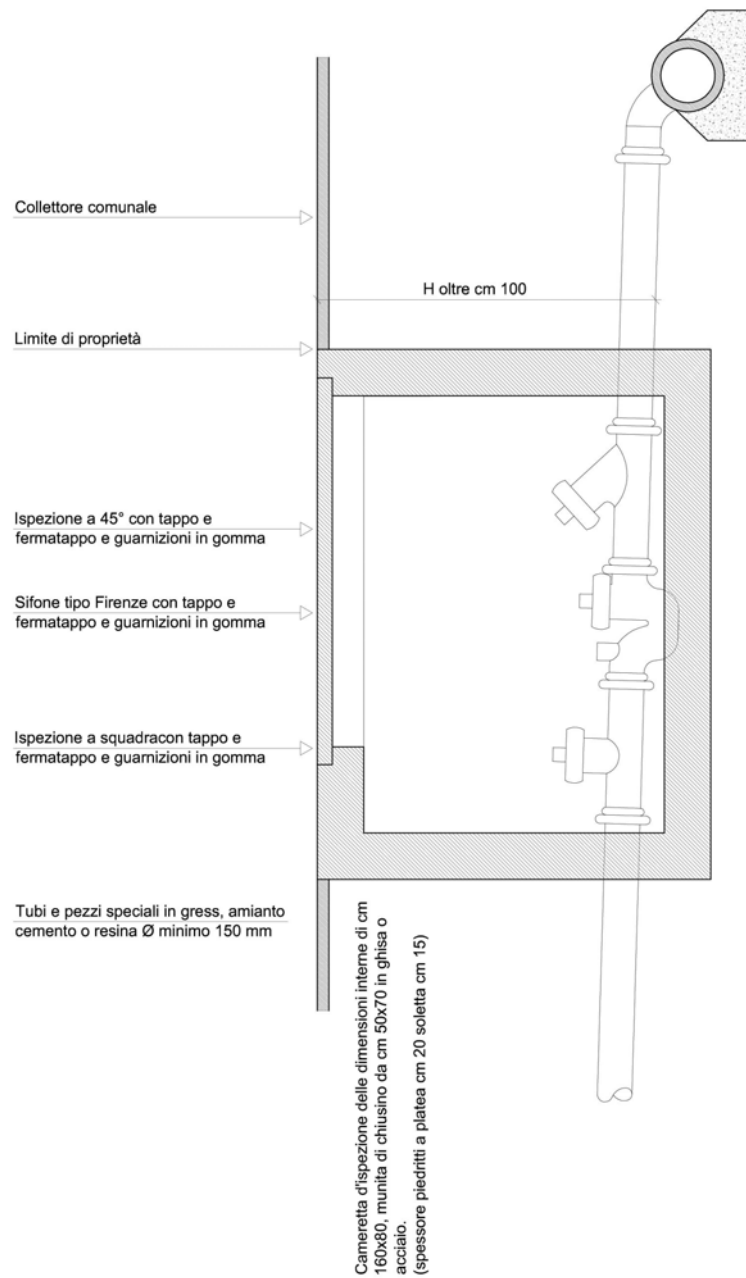 Collettore comunale
H oltre cm 100
Limite di proprietà
Ispezione a 45° con tappo e
fermatappo e guarnizioni in gomma
Sifone tipo Firenze con tappo e
fermatappo e guarnizioni in gomma
Ispezione a squadracon tappo e
fermatappo e guarnizioni in gomma
Tubi e pezzi speciali in gress, amianto
cemento o resina Ø minimo 150 mm
Cameretta d'ispezione delle dimensioni interne di cm
160x80, munita di chiusino da cm 50x70 in ghisa o
acciaio.
(spessore piedritti a platea cm 20 soletta cm 15)